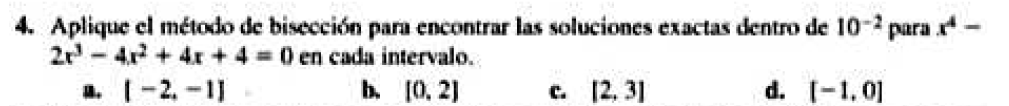 4. Aplique el método de bisección para encontrar las soluciones exactas dentro de 10⁻² para x⁴ −
2x³ − 4x² + 4x + 4 = 0 en cada intervalo.
a. [−2, −1] b. [0, 2] c. [2, 3] d. [−1, 0]